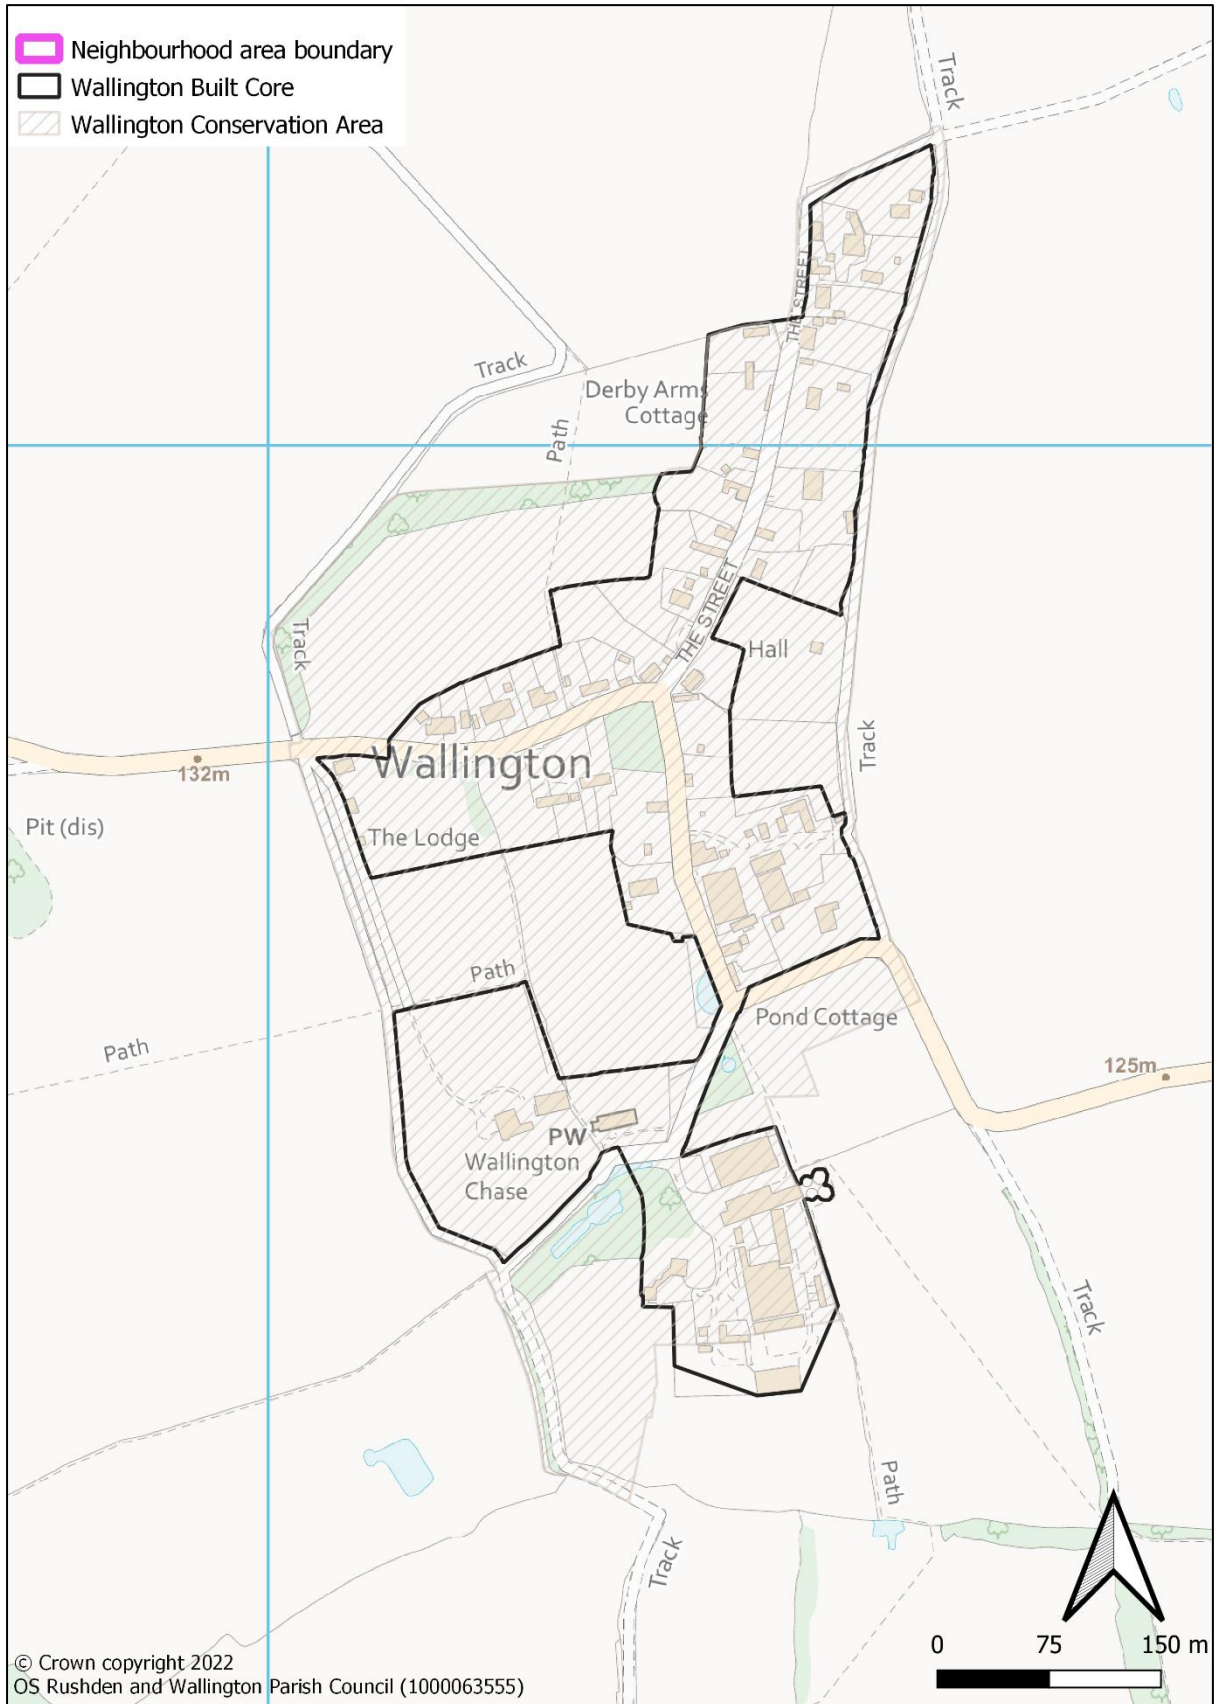 Neighbourhood area boundary
Wallington Built Core
Wallington Conservation Area
Track
THE STREET
Track
Derby Arms
Cottage
Path
THE STREET
Track
Hall
Track
Wallington
132m
Pit (dis)
The Lodge
Path
Pond Cottage
Path
125m
PW
Wallington
Chase
Track
Path
Track
0 75 150 m
© Crown copyright 2022
OS Rushden and Wallington Parish Council (1000063555)